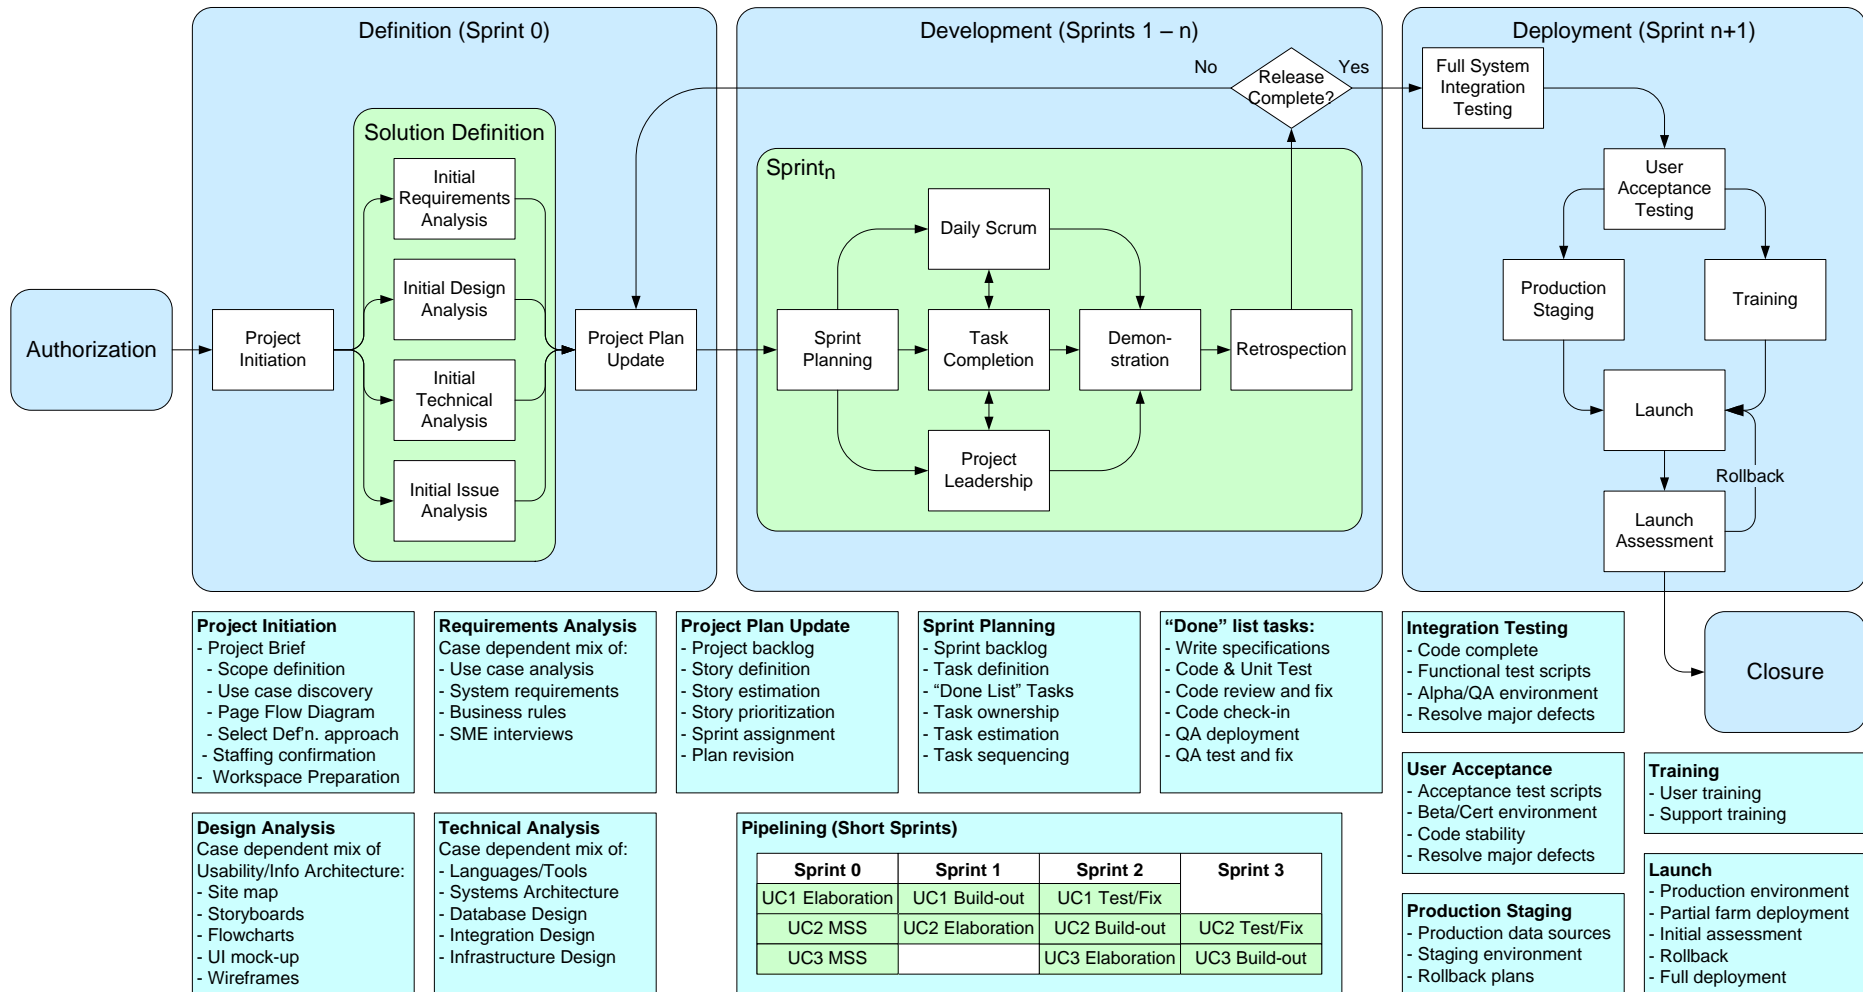 Definition (Sprint 0)
Development (Sprints 1 – n)
Deployment (Sprint n+1)
No
Release
Complete?
Yes
Full System
Integration
Testing
Solution Definition
Initial
Requirements
Analysis
Initial Design
Analysis
Initial
Technical
Analysis
Initial Issue
Analysis
Authorization
Project
Initiation
Project Plan
Update
Sprintn
Daily Scrum
Sprint
Planning
Task
Completion
Demon-
stration
Retrospection
Project
Leadership
User
Acceptance
Testing
Production
Staging
Training
Launch
Rollback
Launch
Assessment
Closure
Project Initiation
- Project Brief
- Scope definition
- Use case discovery
- Page Flow Diagram
- Select Def'n. approach
- Staffing confirmation
- Workspace Preparation
Requirements Analysis
Case dependent mix of:
- Use case analysis
- System requirements
- Business rules
- SME interviews
Project Plan Update
- Project backlog
- Story definition
- Story estimation
- Story prioritization
- Sprint assignment
- Plan revision
Sprint Planning
- Sprint backlog
- Task definition
- “Done List” Tasks
- Task ownership
- Task estimation
- Task sequencing
“Done” list tasks:
- Write specifications
- Code & Unit Test
- Code review and fix
- Code check-in
- QA deployment
- QA test and fix
Integration Testing
- Code complete
- Functional test scripts
- Alpha/QA environment
- Resolve major defects
User Acceptance
- Acceptance test scripts
- Beta/Cert environment
- Code stability
- Resolve major defects
Training
- User training
- Support training
Design Analysis
Case dependent mix of
Usability/Info Architecture:
- Site map
- Storyboards
- Flowcharts
- UI mock-up
- Wireframes
Technical Analysis
Case dependent mix of:
- Languages/Tools
- Systems Architecture
- Database Design
- Integration Design
- Infrastructure Design
Pipelining (Short Sprints)
Sprint 0 Sprint 1 Sprint 2 Sprint 3
UC1 Elaboration UC1 Build-out UC1 Test/Fix
UC2 MSS UC2 Elaboration UC2 Build-out UC2 Test/Fix
UC3 MSS UC3 Elaboration UC3 Build-out
Production Staging
- Production data sources
- Staging environment
- Rollback plans
Launch
- Production environment
- Partial farm deployment
- Initial assessment
- Rollback
- Full deployment